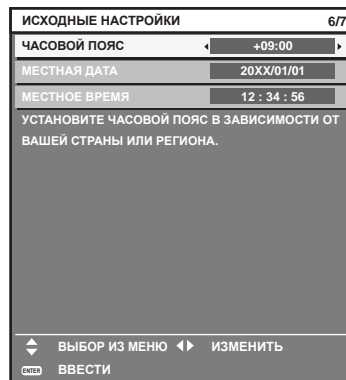 ИСХОДНЫЕ НАСТРОЙКИ 6/7
ЧАСОВОЙ ПОЯС +09:00
МЕСТНАЯ ДАТА 20XX/01/01
МЕСТНОЕ ВРЕМЯ 12 : 34 : 56
УСТАНОВИТЕ ЧАСОВОЙ ПОЯС В ЗАВИСИМОСТИ ОТ
ВАШЕЙ СТРАНЫ ИЛИ РЕГИОНА.
ВЫБОР ИЗ МЕНЮ ИЗМЕНИТЬ
ENTER ВВЕСТИ